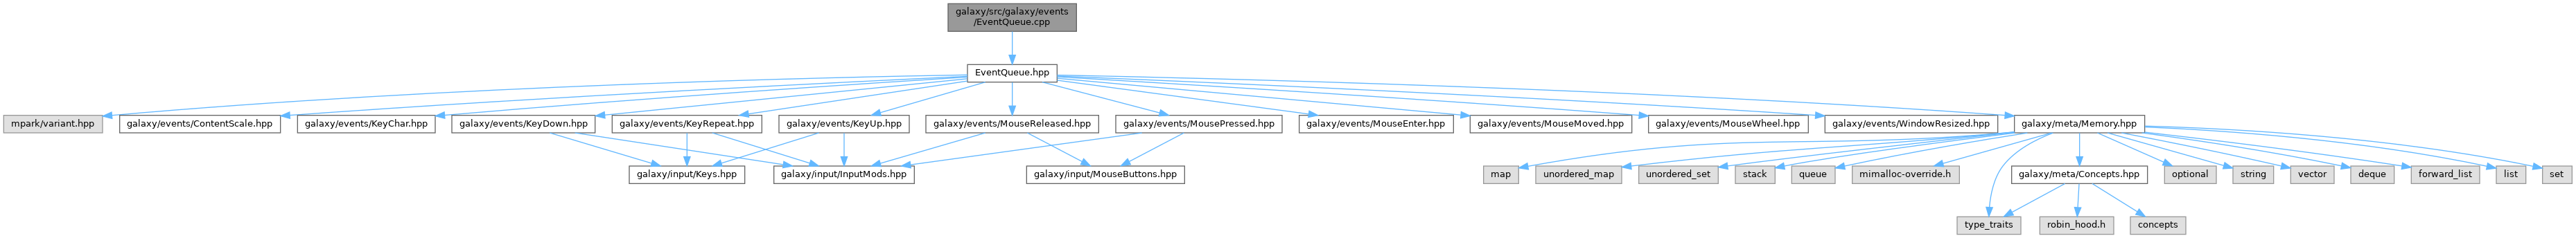 galaxy/src/galaxy/events
/EventQueue.cpp
EventQueue.hpp
mpark/variant.hpp
galaxy/events/ContentScale.hpp
galaxy/events/KeyChar.hpp
galaxy/events/KeyDown.hpp
galaxy/events/KeyRepeat.hpp
galaxy/events/KeyUp.hpp
galaxy/events/MouseReleased.hpp
galaxy/events/MousePressed.hpp
galaxy/events/MouseEnter.hpp
galaxy/events/MouseMoved.hpp
galaxy/events/MouseWheel.hpp
galaxy/events/WindowResized.hpp
galaxy/meta/Memory.hpp
galaxy/input/Keys.hpp
galaxy/input/InputMods.hpp
galaxy/input/MouseButtons.hpp
map
unordered_map
unordered_set
stack
queue
mimalloc-override.h
galaxy/meta/Concepts.hpp
optional
string
vector
deque
forward_list
list
set
type_traits
robin_hood.h
concepts